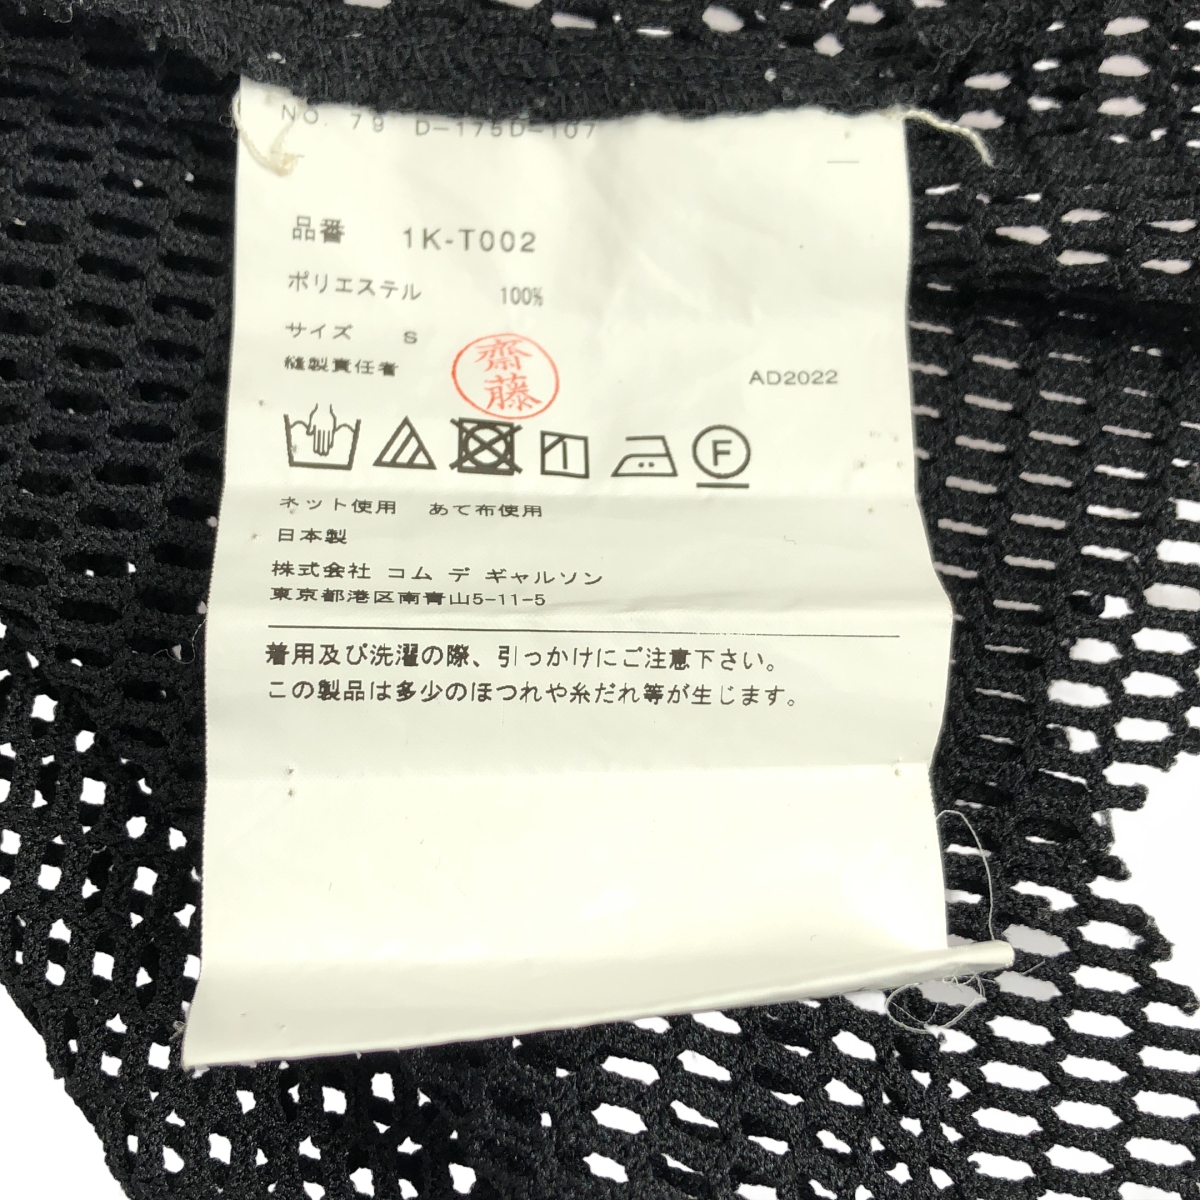 NO. 79 D-175D-107
品番 1K-T002
ポリエステル 100%
サイズ S
縫製責任者 齋藤 AD2022
F
ネット使用 あて布使用
日本製
株式会社 コム デ ギャルソン
東京都港区南青山5-11-5
着用及び洗濯の際、引っかけにご注意下さい。
この製品は多少のほつれや糸だれ等が生じます。